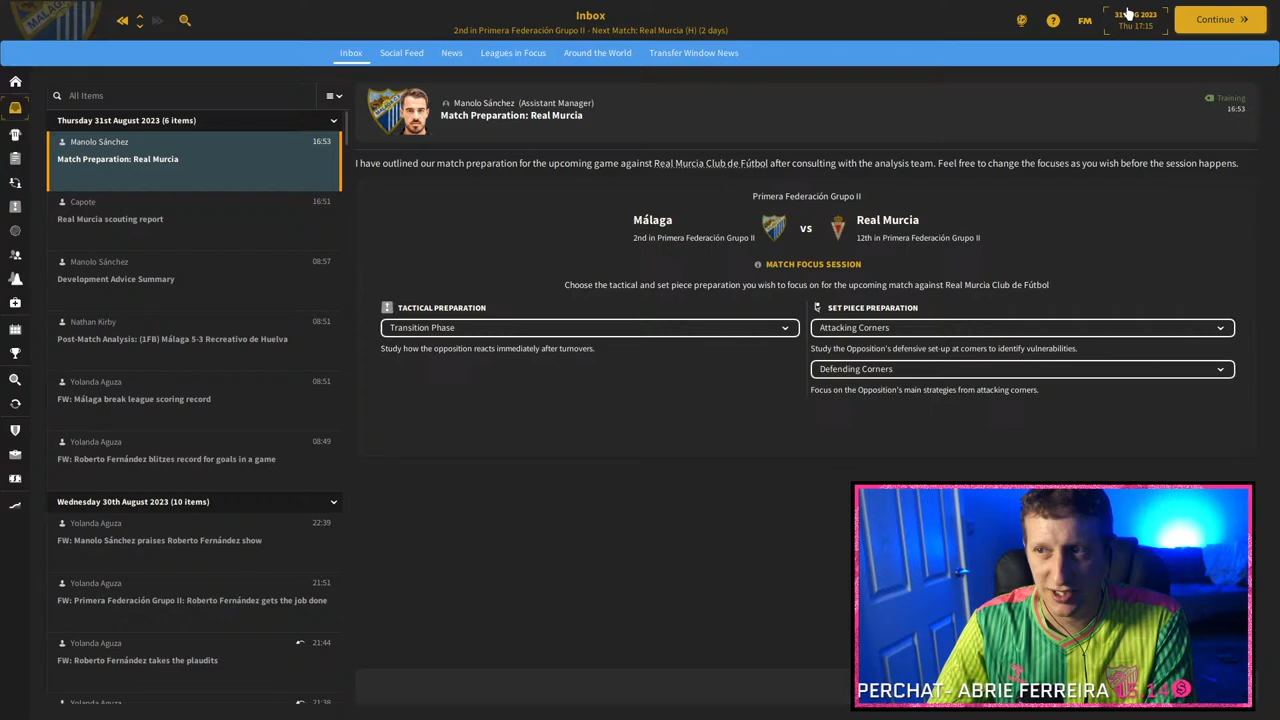 Inbox
2nd in Primera Federación Grupo II - Next Match: Real Murcia (H) (2 days)
FM
2023
Thu 17:15
Continue
Inbox
Social Feed
News
Leagues in Focus
Around the World
Transfer Window News
All Items
Thursday 31st August 2023 (6 items)
Manolo Sánchez
16:53
Match Preparation: Real Murcia
Capote
16:51
Real Murcia scouting report
Manolo Sánchez
08:57
Development Advice Summary
Nathan Kirby
08:51
Post-Match Analysis: (1FB) Málaga 5-3 Recreativo de Huelva
Yolanda Aguza
08:51
FW: Málaga break league scoring record
Yolanda Aguza
08:49
FW: Roberto Fernández blitzes record for goals in a game
Wednesday 30th August 2023 (10 items)
Yolanda Aguza
22:39
FW: Manolo Sánchez praises Roberto Fernández show
Yolanda Aguza
21:51
FW: Primera Federación Grupo II: Roberto Fernández gets the job done
Yolanda Aguza
21:44
FW: Roberto Fernández takes the plaudits
Yolanda Aguza
21:38
Manolo Sánchez (Assistant Manager)
Match Preparation: Real Murcia
Training
16:53
I have outlined our match preparation for the upcoming game against Real Murcia Club de Fútbol after consulting with the analysis team. Feel free to change the focuses as you wish before the session happens.
Primera Federación Grupo II
Málaga
2nd in Primera Federación Grupo II
vs
Real Murcia
12th in Primera Federación Grupo II
MATCH FOCUS SESSION
Choose the tactical and set piece preparation you wish to focus on for the upcoming match against Real Murcia Club de Fútbol
TACTICAL PREPARATION
Transition Phase
Study how the opposition reacts immediately after turnovers.
SET PIECE PREPARATION
Attacking Corners
Study the Opposition's defensive set-up at corners to identify vulnerabilities.
Defending Corners
Focus on the Opposition's main strategies from attacking corners.
PERCHAT- ABRIE FERREIRA 15.14